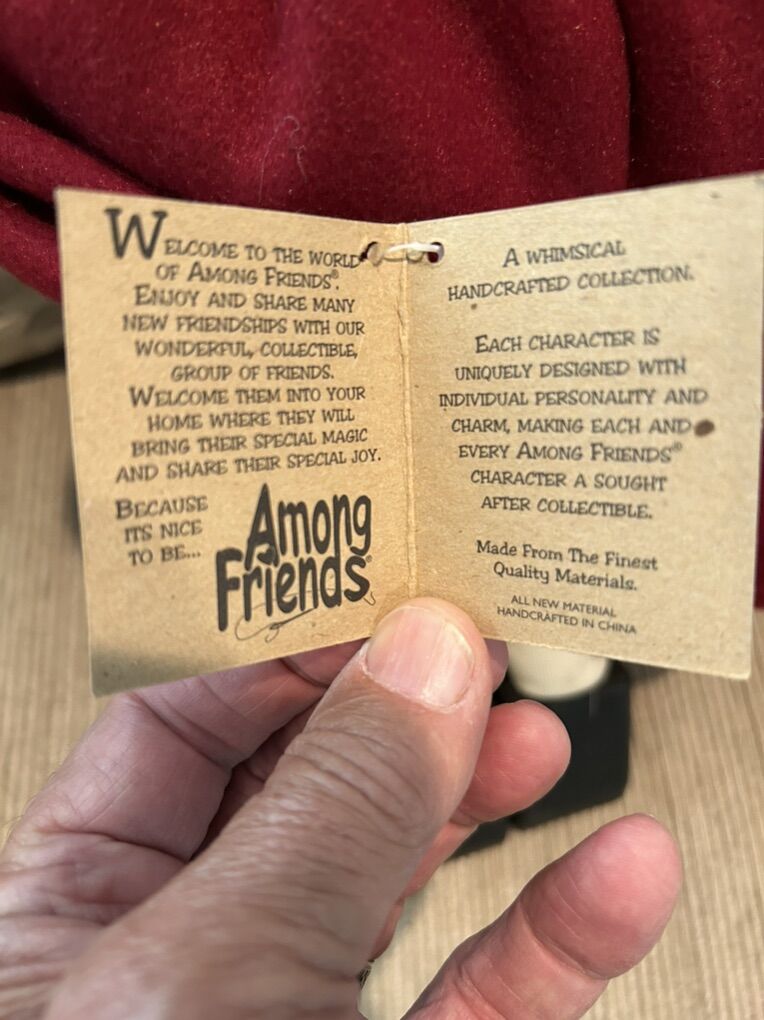 WELCOME TO THE WORLD
OF AMONG FRIENDS®.
ENJOY AND SHARE MANY
NEW FRIENDSHIPS WITH OUR
WONDERFUL, COLLECTIBLE,
GROUP OF FRIENDS.
WELCOME THEM INTO YOUR
HOME WHERE THEY WILL
BRING THEIR SPECIAL MAGIC
AND SHARE THEIR SPECIAL JOY.
BECAUSE
ITS NICE
TO BE...
Among
Friends®
A WHIMSICAL
HANDCRAFTED COLLECTION.
EACH CHARACTER IS
UNIQUELY DESIGNED WITH
INDIVIDUAL PERSONALITY AND
CHARM, MAKING EACH AND
EVERY AMONG FRIENDS®
CHARACTER A SOUGHT
AFTER COLLECTIBLE.
Made From The Finest
Quality Materials.
ALL NEW MATERIAL
HANDCRAFTED IN CHINA